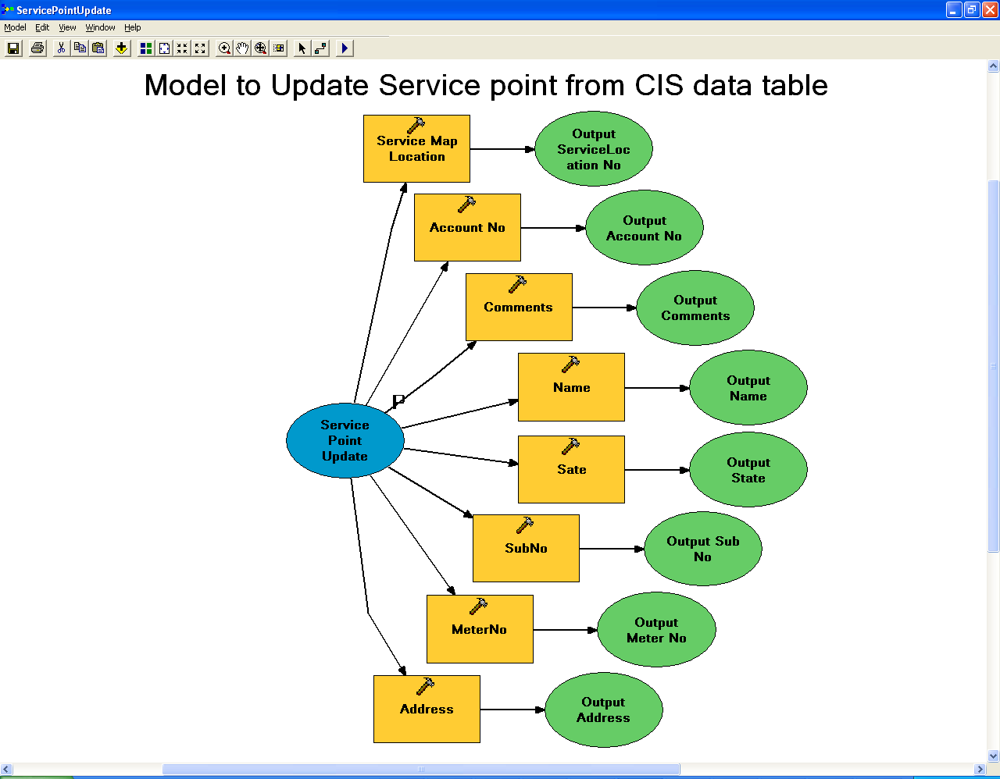 ServicePointUpdate
Model Edit View Window Help
Model to Update Service point from CIS data table
Service Map
Location
Output
ServiceLoc
ation No
Account No
Output
Account No
Comments
Output
Comments
Name
Output
Name
P
Service
Point
Update
Sate
Output
State
SubNo
Output Sub
No
MeterNo
Output
Meter No
Address
Output
Address